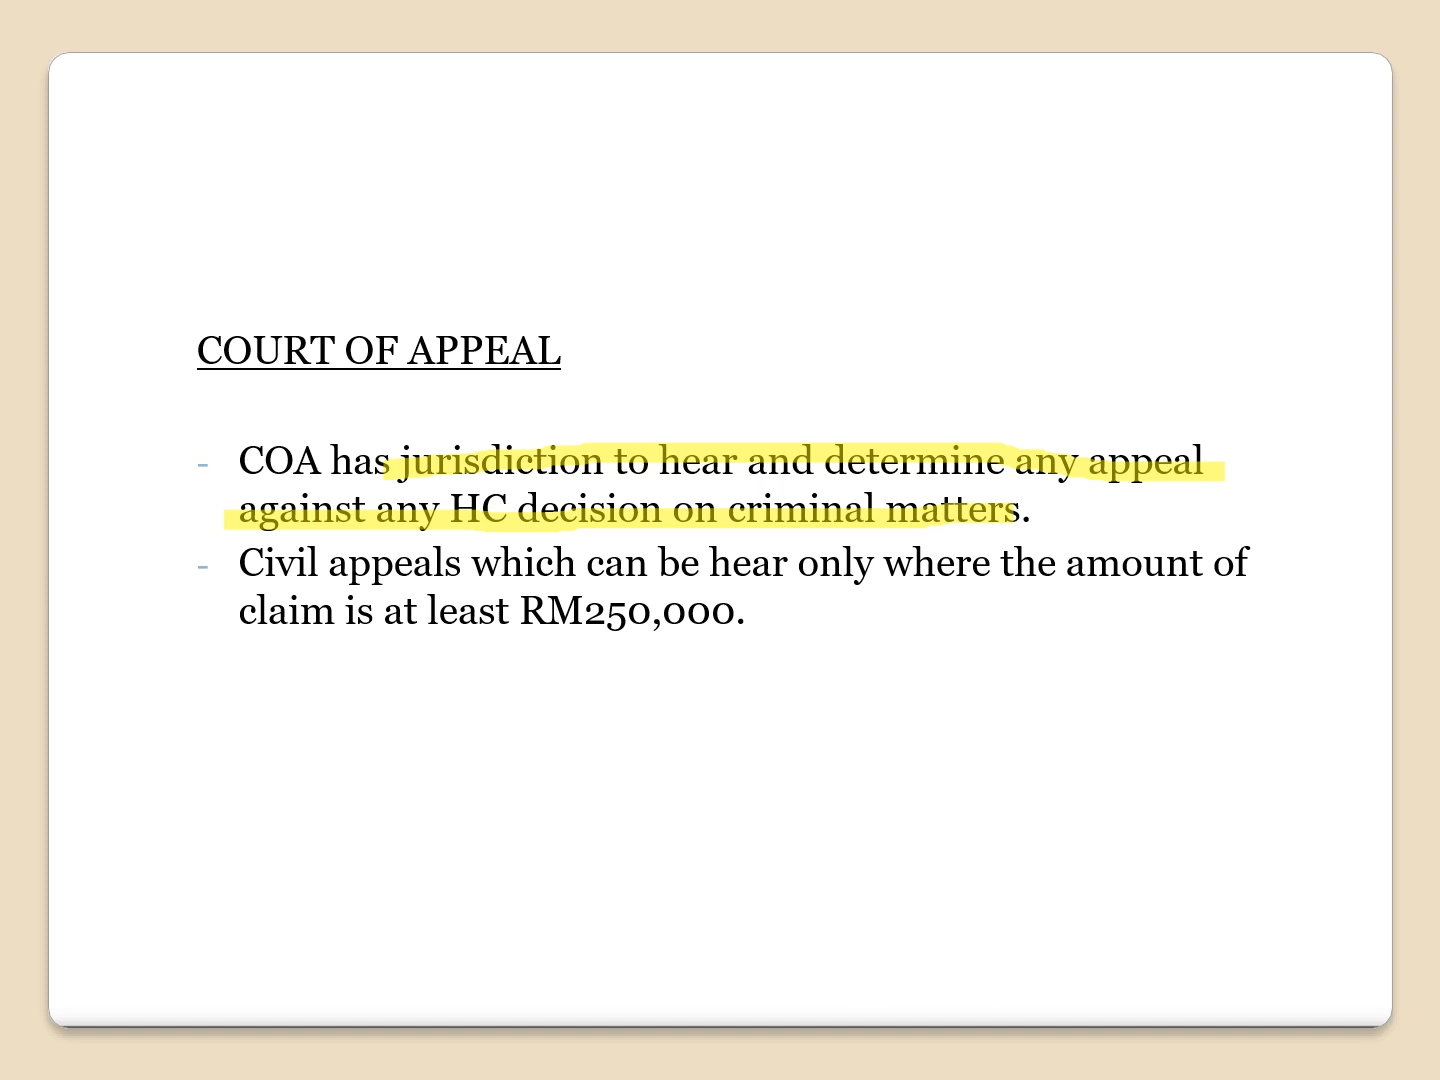 COURT OF APPEAL
- COA has jurisdiction to hear and determine any appeal
against any HC decision on criminal matters.
- Civil appeals which can be hear only where the amount of
claim is at least RM250,000.